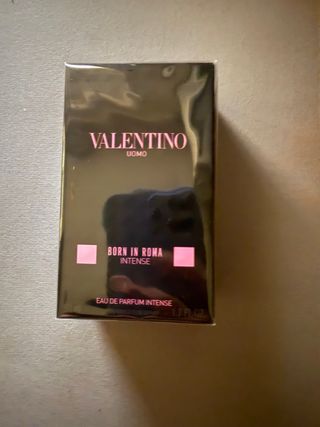 VALENTINO
UOMO
BORN IN ROMA
INTENSE
EAU DE PARFUM INTENSE